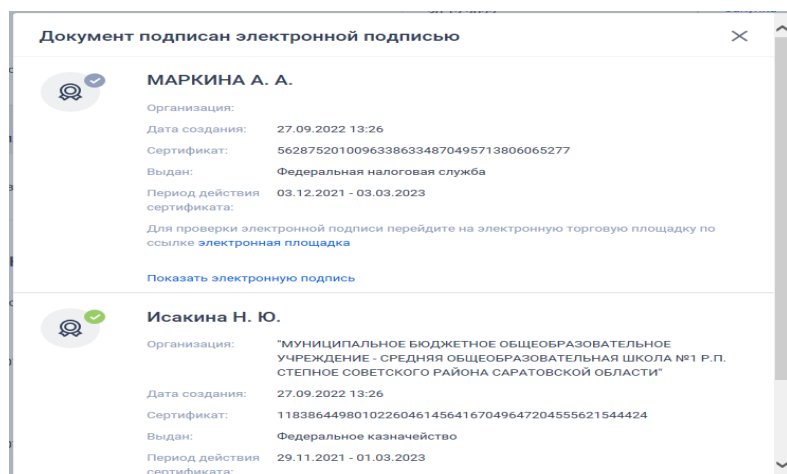 Документ подписан электронной подписью
МАРКИНА А. А.
Организация:
Дата создания: 27.09.2022 13:26
Сертификат: 56287520100963386334870495713806065277
Выдан: Федеральная налоговая служба
Период действия 03.12.2021 - 03.03.2023
сертификата:
Для проверки электронной подписи перейдите на электронную торговую площадку по
ссылке электронная площадка
Показать электронную подпись
Исакина Н. Ю.
Организация: "МУНИЦИПАЛЬНОЕ БЮДЖЕТНОЕ ОБЩЕОБРАЗОВАТЕЛЬНОЕ
УЧРЕЖДЕНИЕ - СРЕДНЯЯ ОБЩЕОБРАЗОВАТЕЛЬНАЯ ШКОЛА №1 Р.П.
СТЕПНОЕ СОВЕТСКОГО РАЙОНА САРАТОВСКОЙ ОБЛАСТИ"
Дата создания: 27.09.2022 13:26
Сертификат: 118386449801022604614564167049647204555621544424
Выдан: Федеральное казначейство
Период действия 29.11.2021 - 01.03.2023
сертификата: